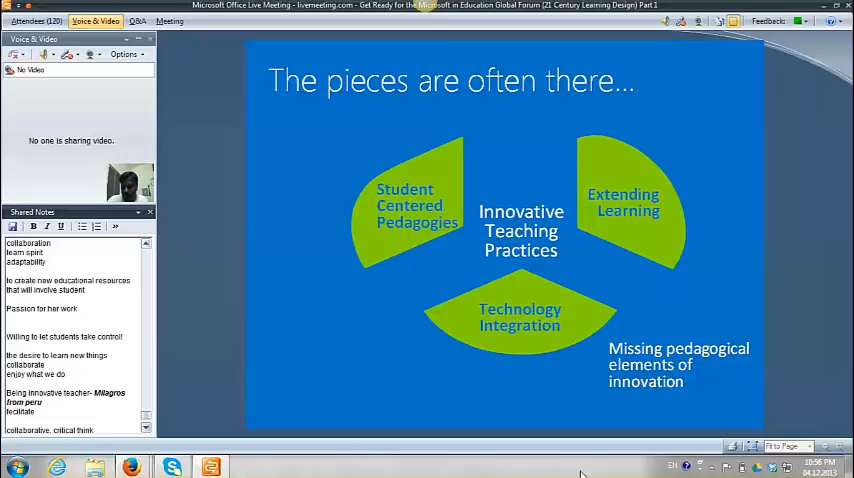 Microsoft Office Live Meeting - livemeeting.com - Get Ready for the Microsoft in Education Global Forum (21 Century Learning Design) Part 1
Attendees (120)
Voice & Video
Q&A
Meeting
Feedback:
Voice & Video
Options
No Video
No one is sharing video.
Shared Notes
B I U
collaboration
learn spirit
adaptability
to create new educational resources
that will involve student
Passion for her work
Willing to let students take control!
the desire to learn new things
collaborate
enjoy what we do
Being innovative teacher- Milagros
from peru
fecilitate
collaborative, critical think
The pieces are often there...
Student
Centered
Pedagogies
Extending
Learning
Innovative
Teaching
Practices
Technology
Integration
Missing pedagogical
elements of
innovation
Fit to Page
EN
10:56 PM
04.12.2013